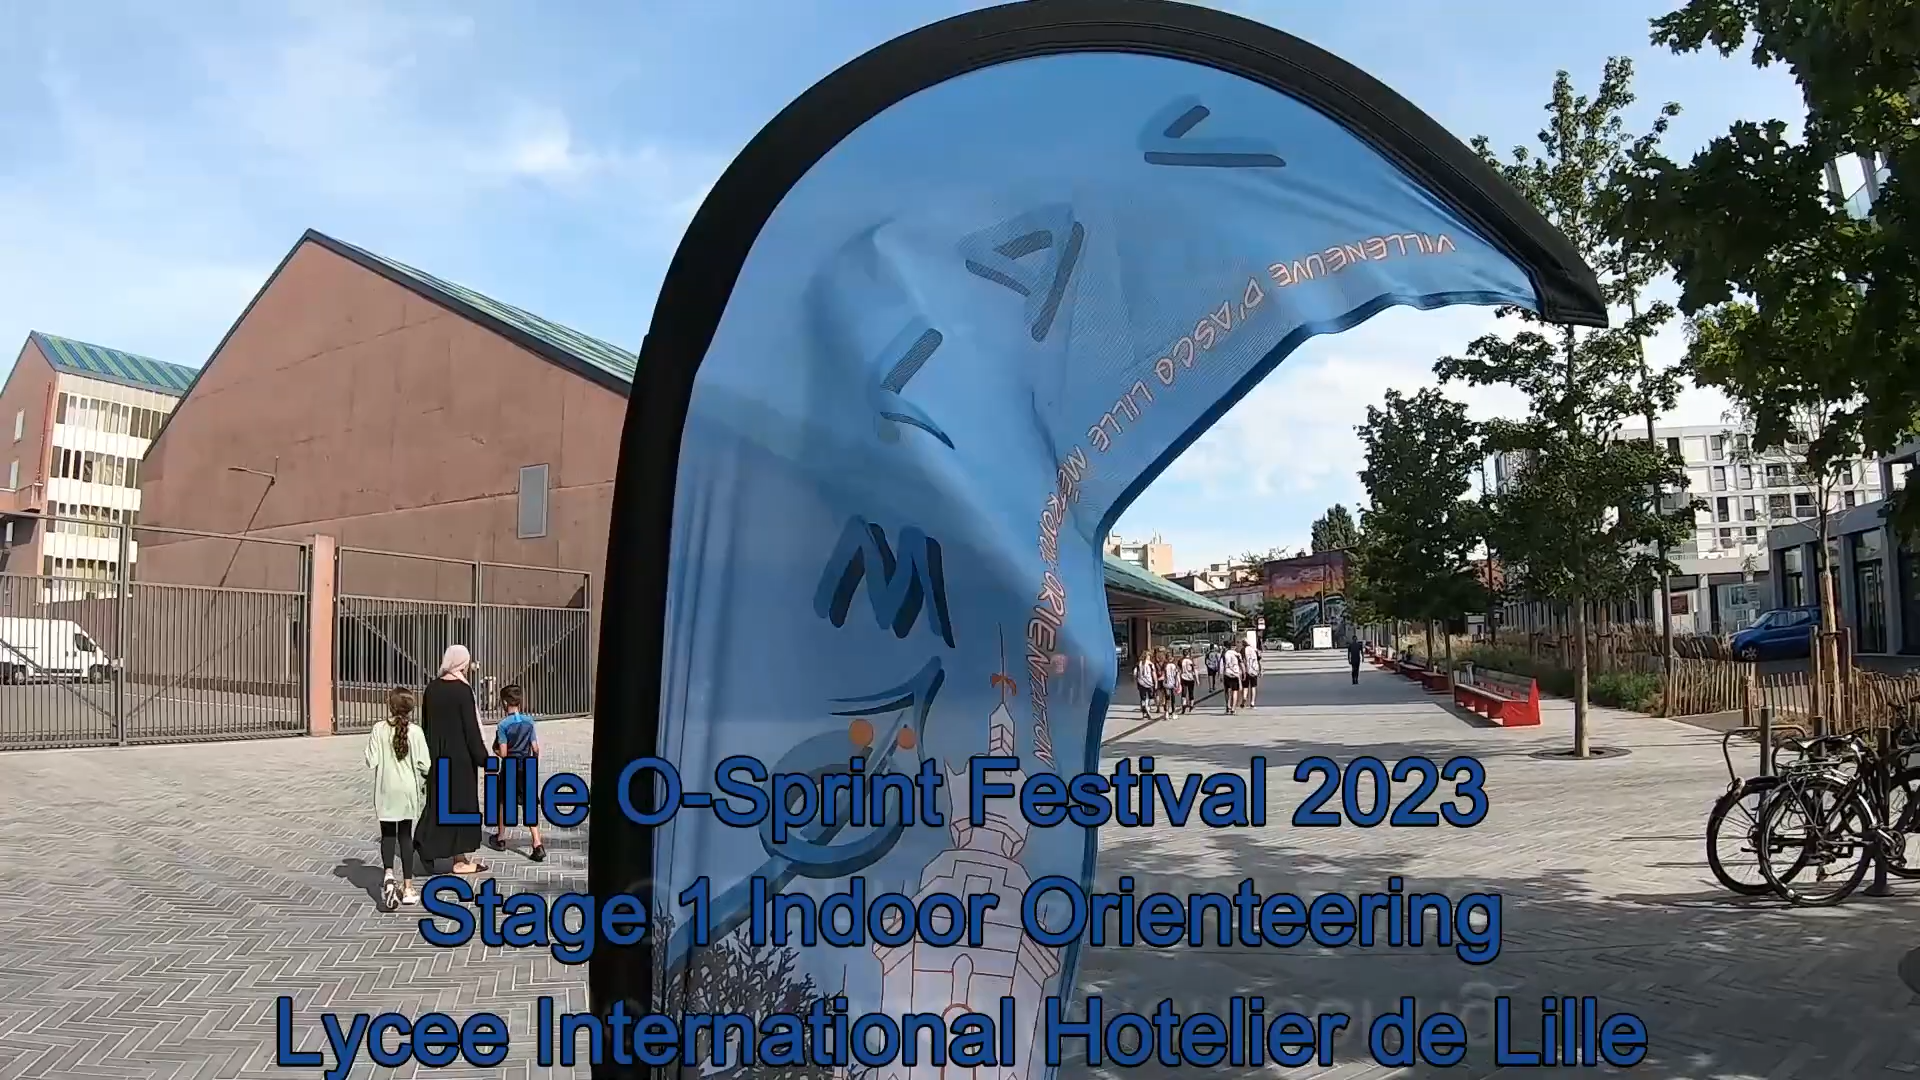 VILLENEUVE D'ASCQ LILLE MÉTROPOLE ORIENTATION
Lille O-Sprint Festival 2023
Stage 1 Indoor Orienteering
Lycee International Hotelier de Lille